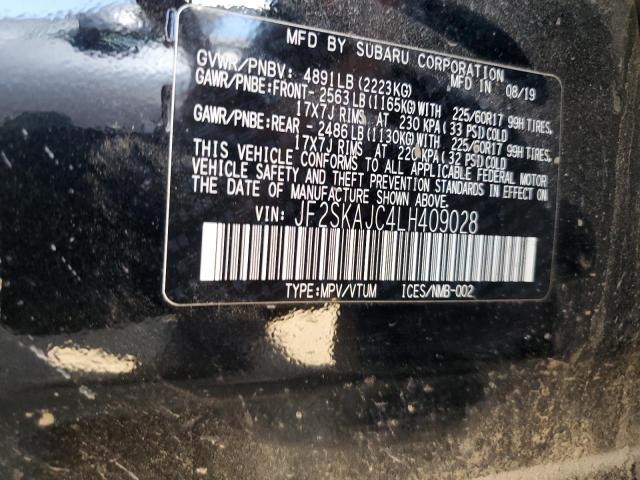 MFD BY SUBARU CORPORATION
GVWR/PNBV: 4891LB(2223KG) MFD IN 08/19
GAWR/PNBE:FRONT- 2563LB(1165KG)WITH 225/60R17 99H TIRES,
17X7J RIMS AT 230 KPA(33 PSI)COLD
GAWR/PNBE:REAR - 2486LB(1130KG)WITH 225/60R17 99H TIRES,
17X7J RIMS AT 220 KPA(32 PSI)COLD
THIS VEHICLE CONFORMS TO ALL APPLICABLE FEDERAL MOTOR
VEHICLE SAFETY AND THEFT PREVENTION STANDARDS IN EFFECT ON
THE DATE OF MANUFACTURE SHOWN ABOVE.
VIN: JF2SKAJC4LH409028
TYPE:MPV/VTUM ICES/NMB-002